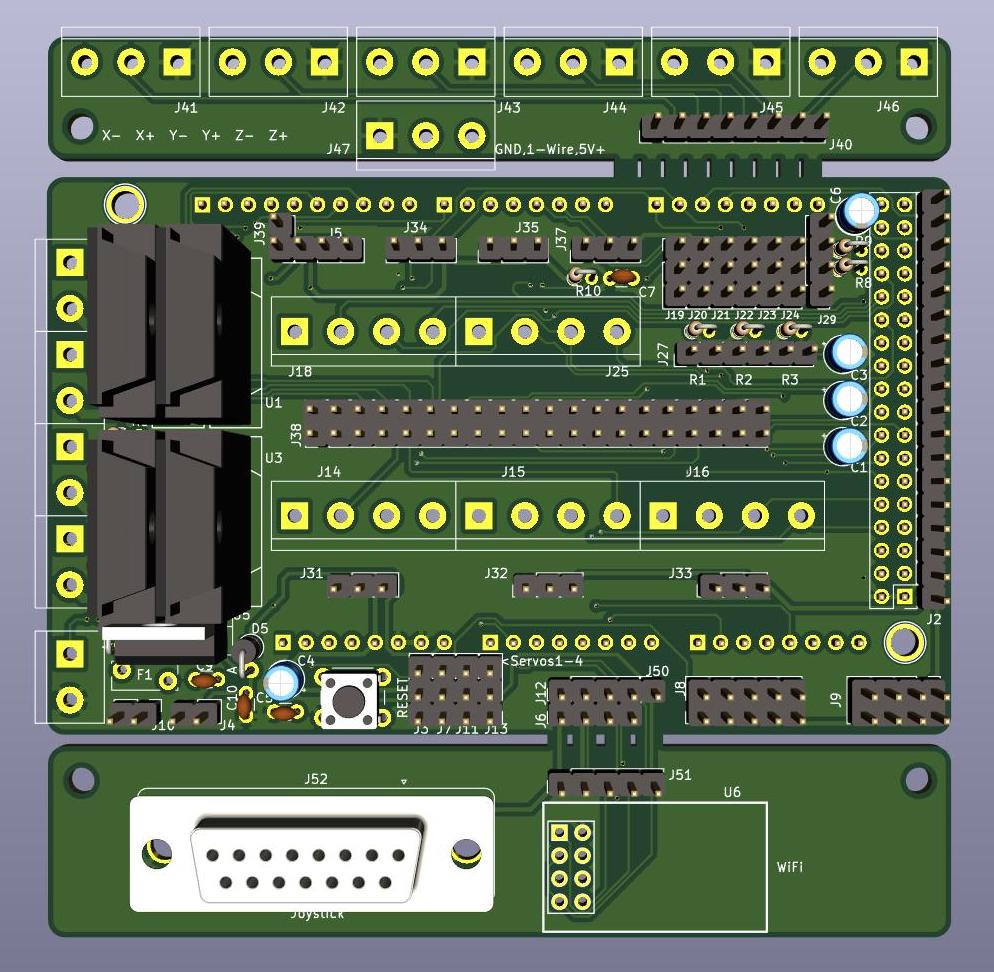 J41 J42 J43 J44 J45 J46
X- X+ Y- Y+ Z- Z+
J47 GND,1-Wire,5V+ J40
C6
J39 J5 J34 J35 J37
R10 C7 R8
J19 J20 J21 J22 J23 J24 J29
J18 J25 J27 C3
R1 R2 R3
U1 C2
J38
U3 C1
J14 J15 J16
J31 J32 J33
J2
D5
<Servos1-4
F1 A C4 J50
C10 RESET J12 J8 J9
J10 J4 J3 J7 J11 J13 J6
J52 J51
U6
WiFi
Joystick